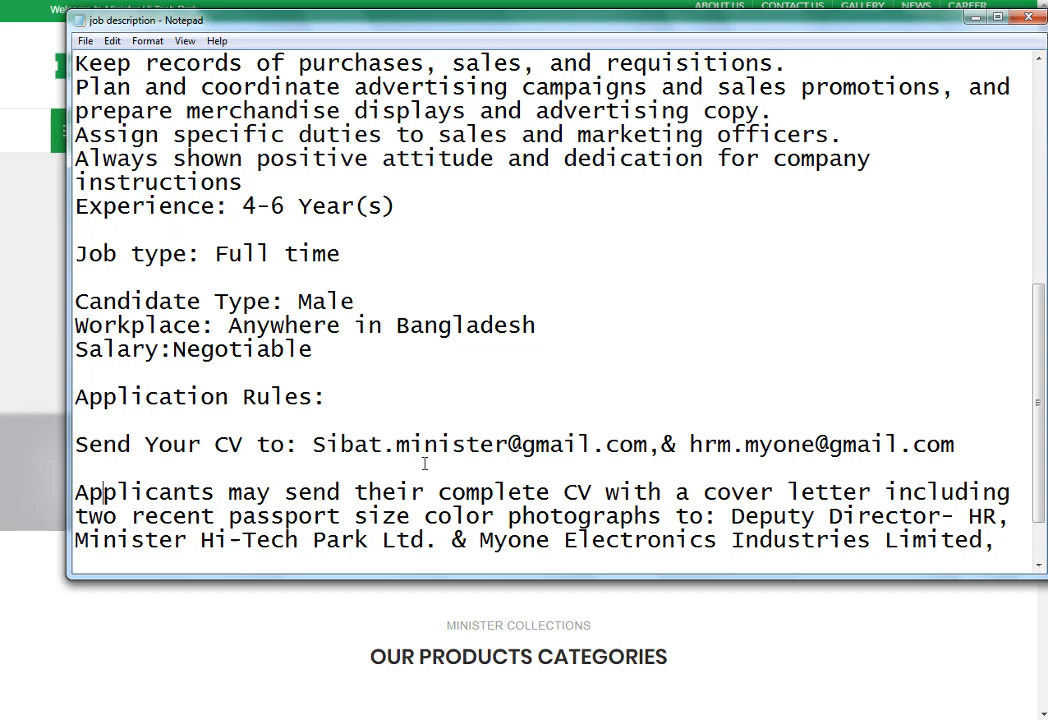 ABOUT US CONTACT US GALLERY NEWS CAREER
job description - Notepad
File Edit Format View Help
Keep records of purchases, sales, and requisitions.
Plan and coordinate advertising campaigns and sales promotions, and
prepare merchandise displays and advertising copy.
Assign specific duties to sales and marketing officers.
Always shown positive attitude and dedication for company
instructions
Experience: 4-6 Year(s)
Job type: Full time
Candidate Type: Male
Workplace: Anywhere in Bangladesh
Salary:Negotiable
Application Rules:
Send Your CV to: Sibat.minister@gmail.com,& hrm.myone@gmail.com
Applicants may send their complete CV with a cover letter including
two recent passport size color photographs to: Deputy Director- HR,
Minister Hi-Tech Park Ltd. & Myone Electronics Industries Limited,
MINISTER COLLECTIONS
OUR PRODUCTS CATEGORIES